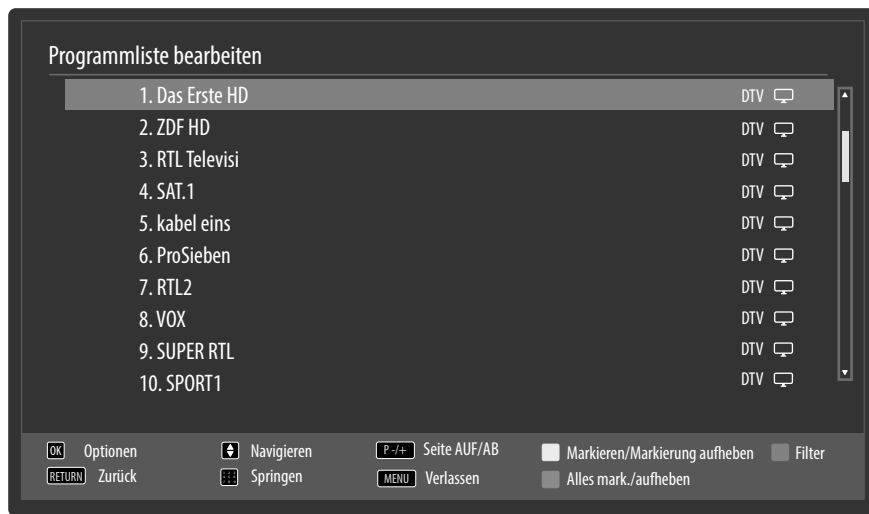 Programmliste bearbeiten
1. Das Erste HD DTV
2. ZDF HD DTV
3. RTL Televisi DTV
4. SAT.1 DTV
5. kabel eins DTV
6. ProSieben DTV
7. RTL2 DTV
8. VOX DTV
9. SUPER RTL DTV
10. SPORT1 DTV
OK Optionen Navigieren P -/+ Seite AUF/AB Markieren/Markierung aufheben Filter
RETURN Zurück Springen MENU Verlassen Alles mark./aufheben